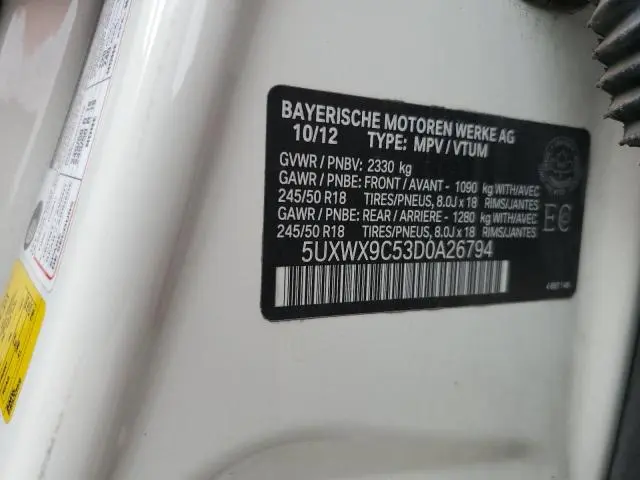 BAYERISCHE MOTOREN WERKE AG
10/12 TYPE: MPV / VTUM
GVWR / PNBV: 2330 kg
GAWR / PNBE: FRONT / AVANT - 1090 kg WITH/AVEC
245/50 R18 TIRES/PNEUS, 8.0J x 18 RIMS/JANTES
GAWR / PNBE: REAR / ARRIERE - 1280 kg WITH/AVEC
245/50 R18 TIRES/PNEUS, 8.0J x 18 RIMS/JANTES
EC
5UXWX9C53D0A26794